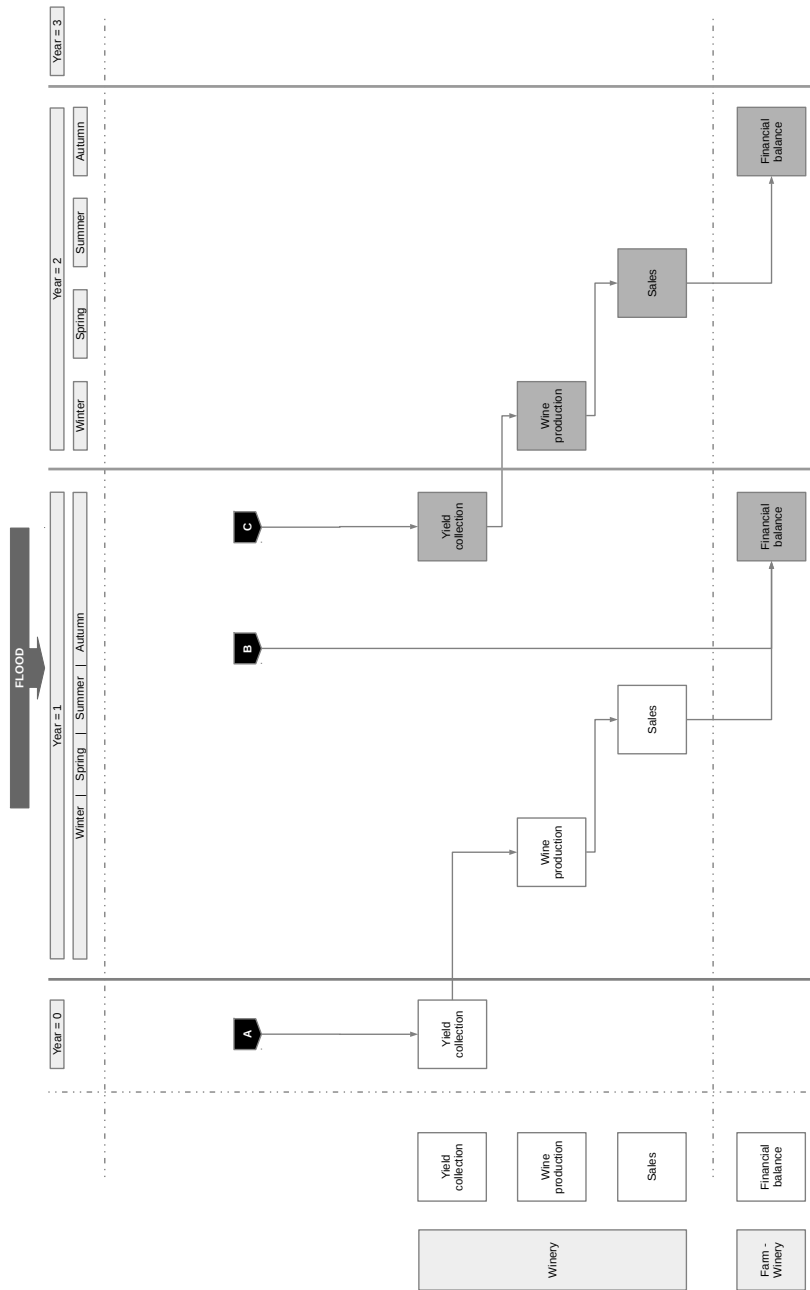 FLOOD
Year = 0
Year = 1
Year = 2
Year = 3
Winter | Spring | Summer | Autumn
Winter
Spring
Summer
Autumn
A
B
C
Winery
Yield
collection
Yield
collection
Yield
collection
Wine
production
Wine
production
Wine
production
Sales
Sales
Sales
Farm -
Winery
Financial
balance
Financial
balance
Financial
balance